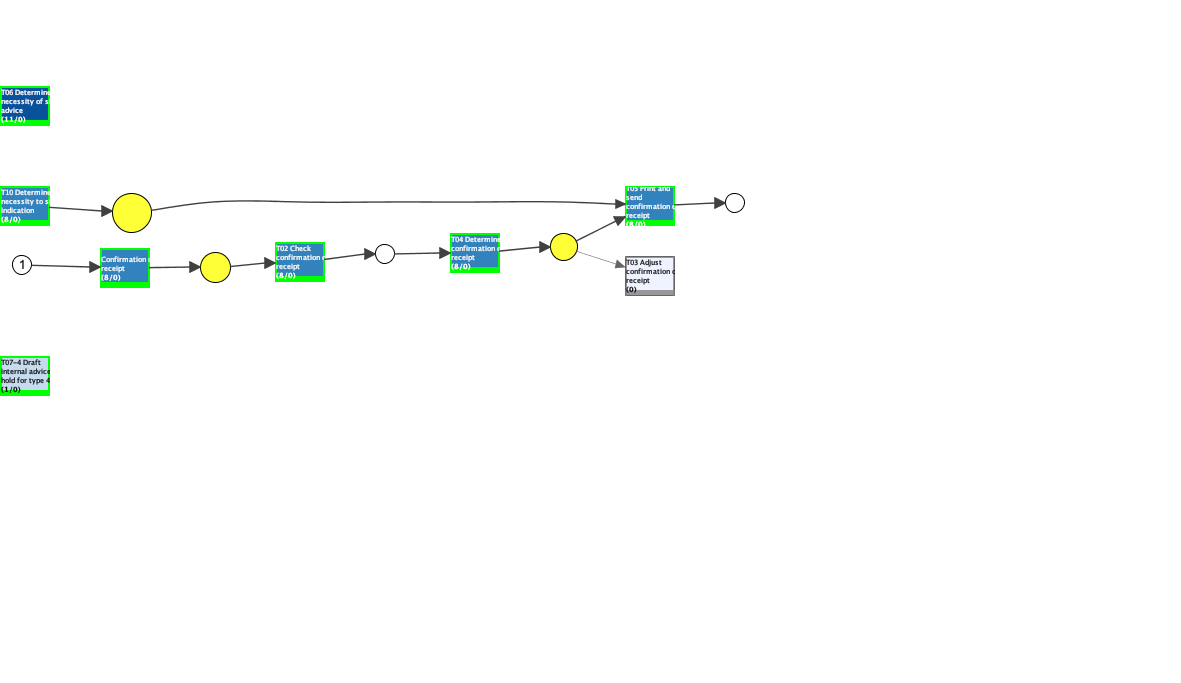 T06 Determine
necessity of s
advice
(11/0)
T10 Determine
necessity to s
indication
(8/0)
T05 Print and
send
confirmation
receipt
(8/0)
1
Confirmation
receipt
(8/0)
T02 Check
confirmation
receipt
(8/0)
T04 Determine
confirmation
receipt
(8/0)
T03 Adjust
confirmation
receipt
(0)
T07-4 Draft
internal advice
hold for type 4
(1/0)